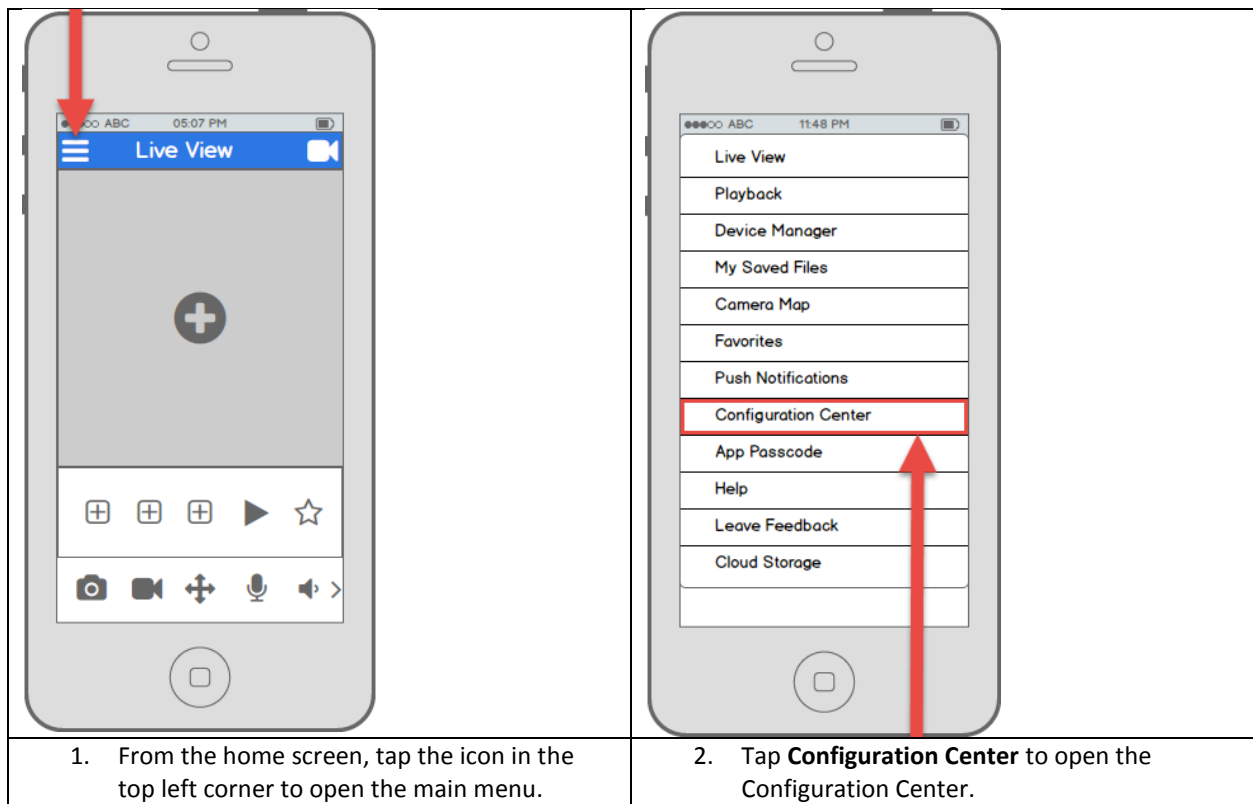 ABC 05:07 PM
Live View
ABC 11:48 PM
Live View
Playback
Device Manager
My Saved Files
Camera Map
Favorites
Push Notifications
Configuration Center
App Passcode
Help
Leave Feedback
Cloud Storage
1. From the home screen, tap the icon in the
top left corner to open the main menu.
2. Tap Configuration Center to open the
Configuration Center.